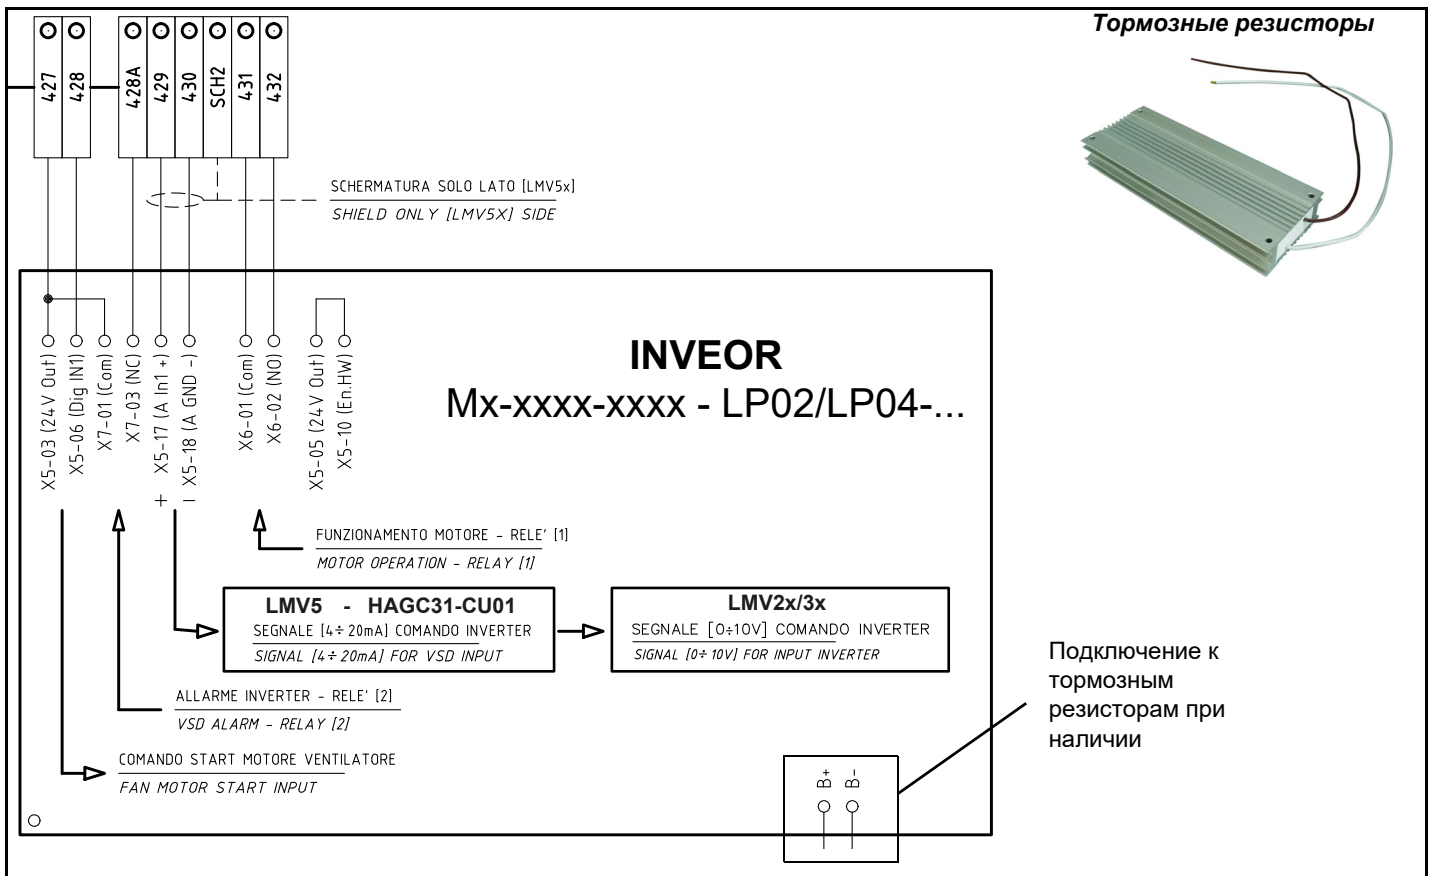 Тормозные резисторы
427
428
428A
429
430
SCH2
431
432
SCHERMATURA SOLO LATO [LMV5x]
SHIELD ONLY [LMV5X] SIDE
X5-03 (24V Out)
X5-06 (Dig IN1)
X7-01 (Com)
X7-03 (NC)
+ X5-17 (A In1 +)
- X5-18 (A GND -)
X6-01 (Com)
X6-02 (NO)
X5-05 (24V Out)
X5-10 (En.HW)
INVEOR
Mx-xxxx-xxxx - LP02/LP04-...
FUNZIONAMENTO MOTORE - RELE' [1]
MOTOR OPERATION - RELAY [1]
LMV5 - HAGC31-CU01
SEGNALE [4÷20mA] COMANDO INVERTER
SIGNAL [4÷20mA] FOR VSD INPUT
LMV2x/3x
SEGNALE [0÷10V] COMANDO INVERTER
SIGNAL [0÷10V] FOR INPUT INVERTER
ALLARME INVERTER - RELE' [2]
VSD ALARM - RELAY [2]
COMANDO START MOTORE VENTILATORE
FAN MOTOR START INPUT
B+
B-
Подключение к
тормозным
резисторам при
наличии